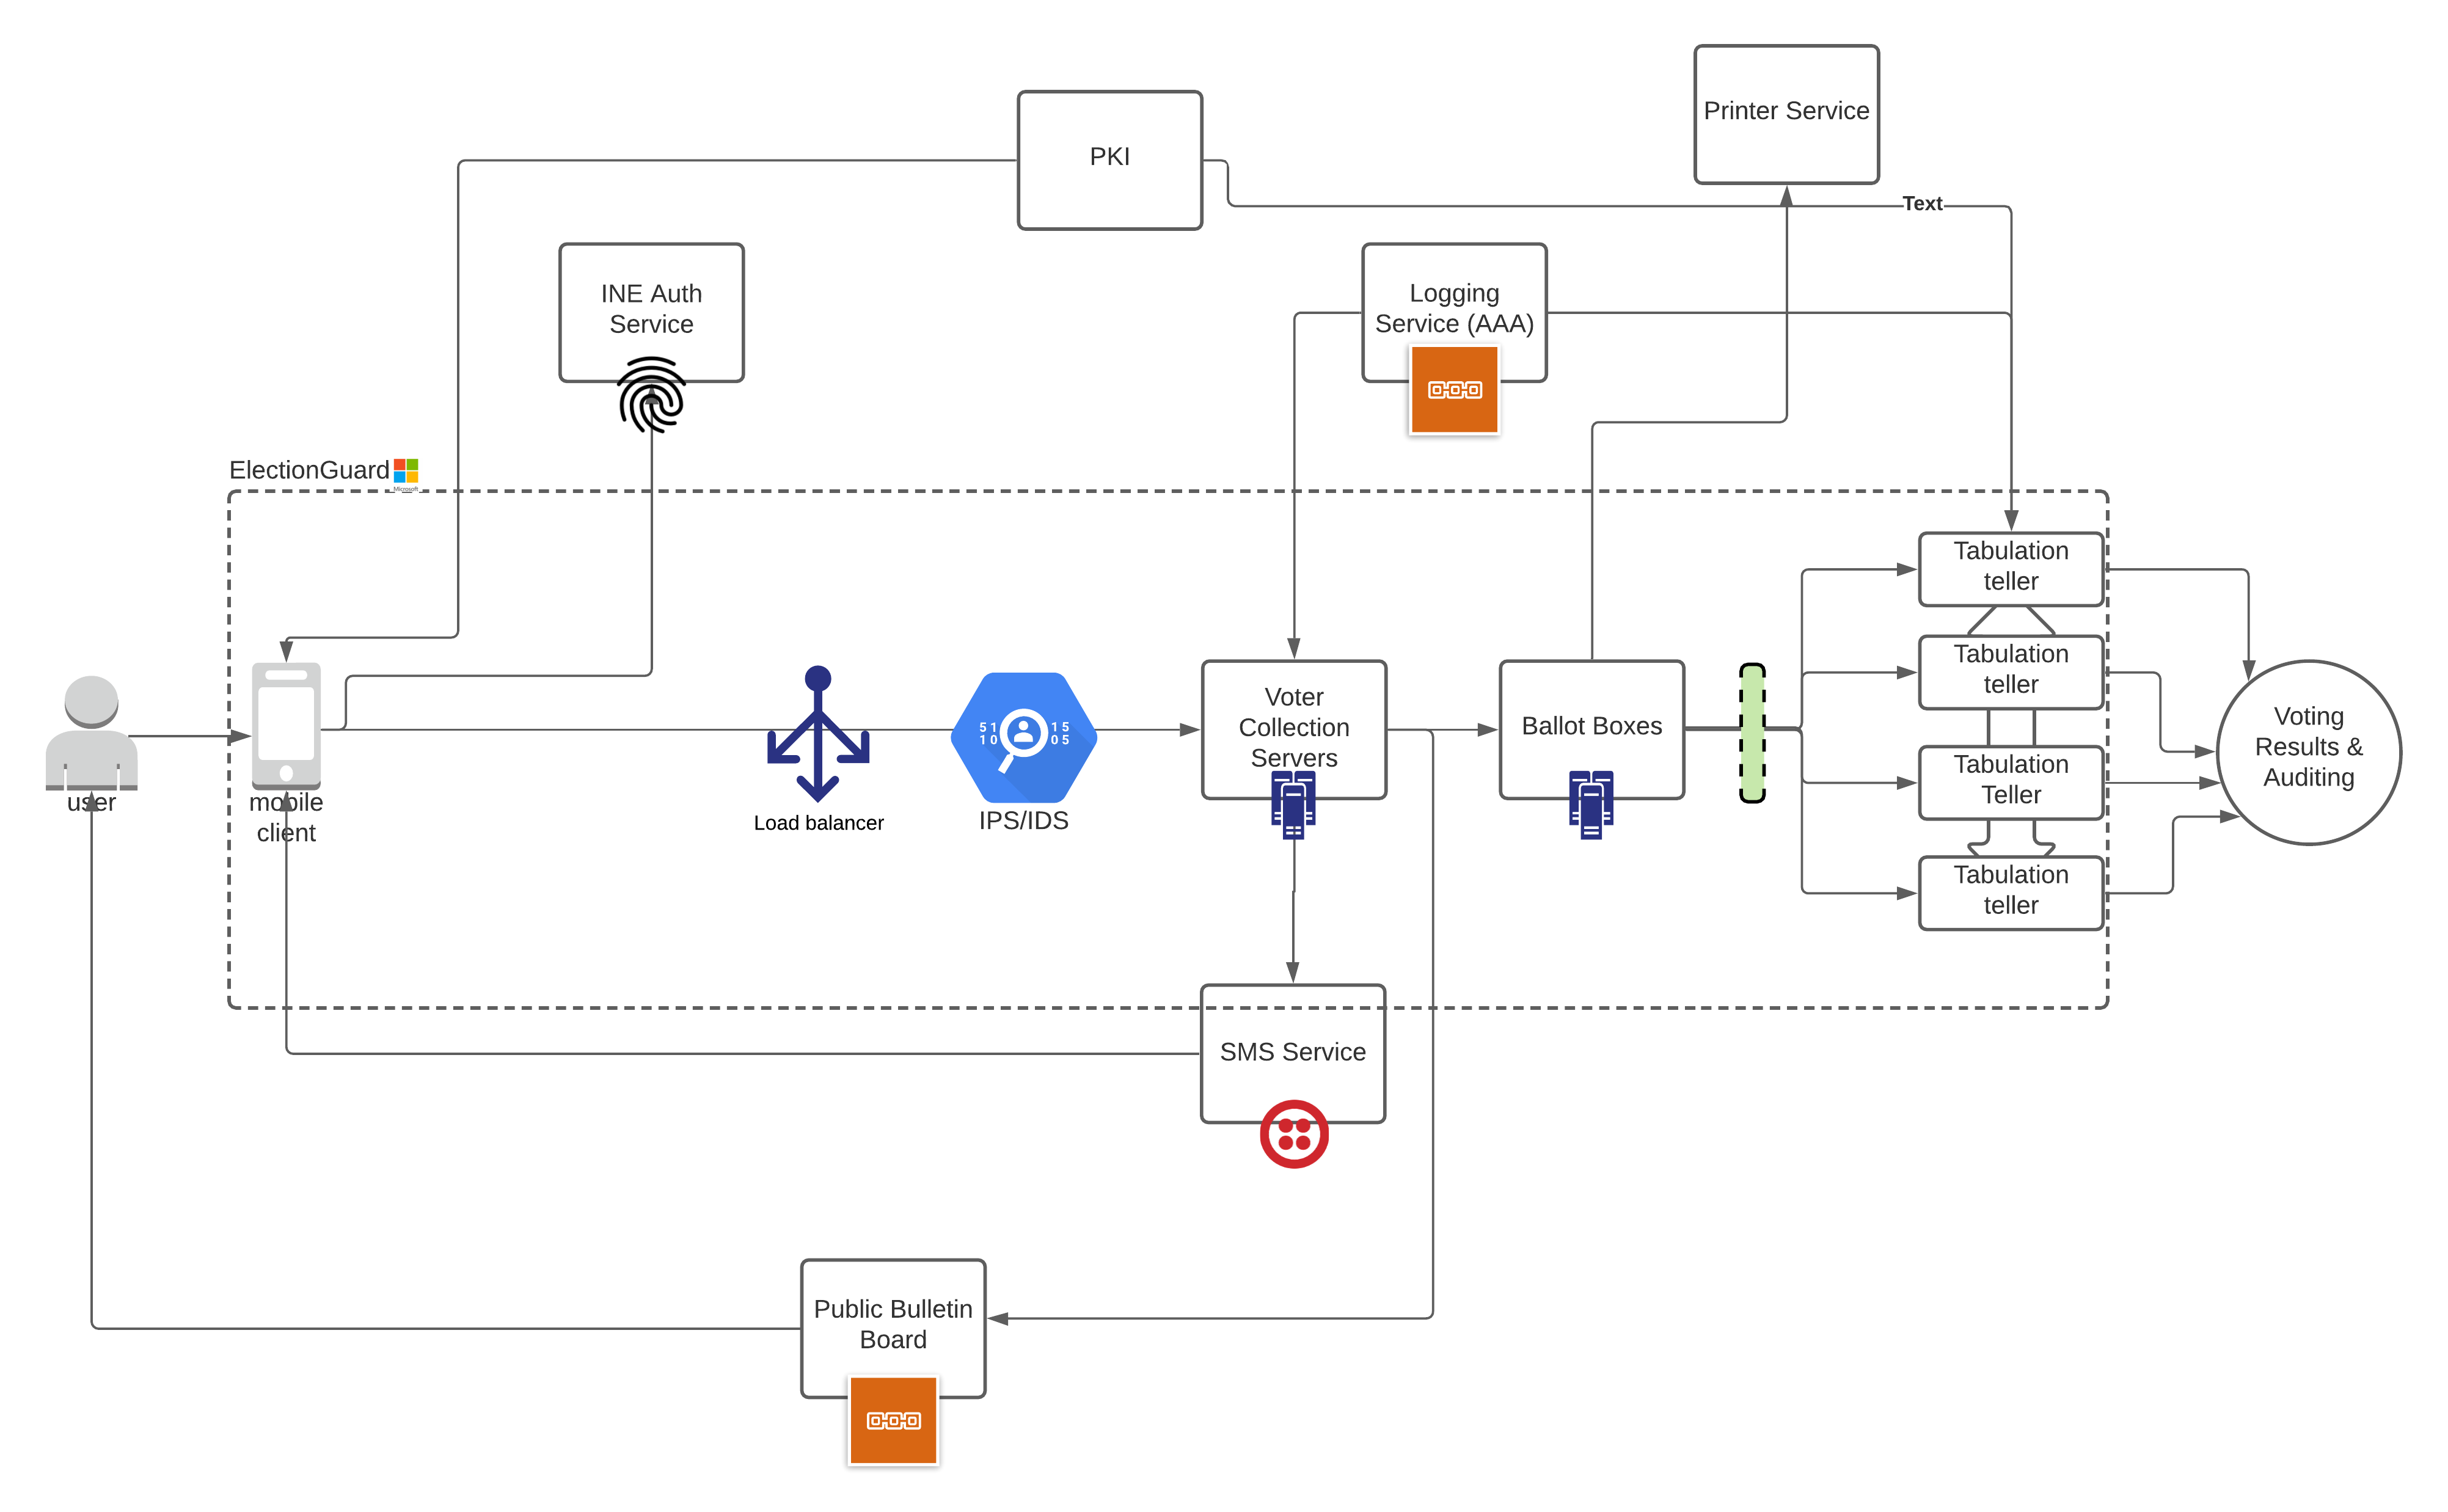 Printer Service
PKI
Text
INE Auth
Service
Logging
Service (AAA)
ElectionGuard
Microsoft
Tabulation
teller
Tabulation
teller
Tabulation
Teller
Tabulation
teller
user
mobile
client
Load balancer
5 1
1 0
1 5
0 5
IPS/IDS
Voter
Collection
Servers
Ballot Boxes
Voting
Results &
Auditing
SMS Service
Public Bulletin
Board